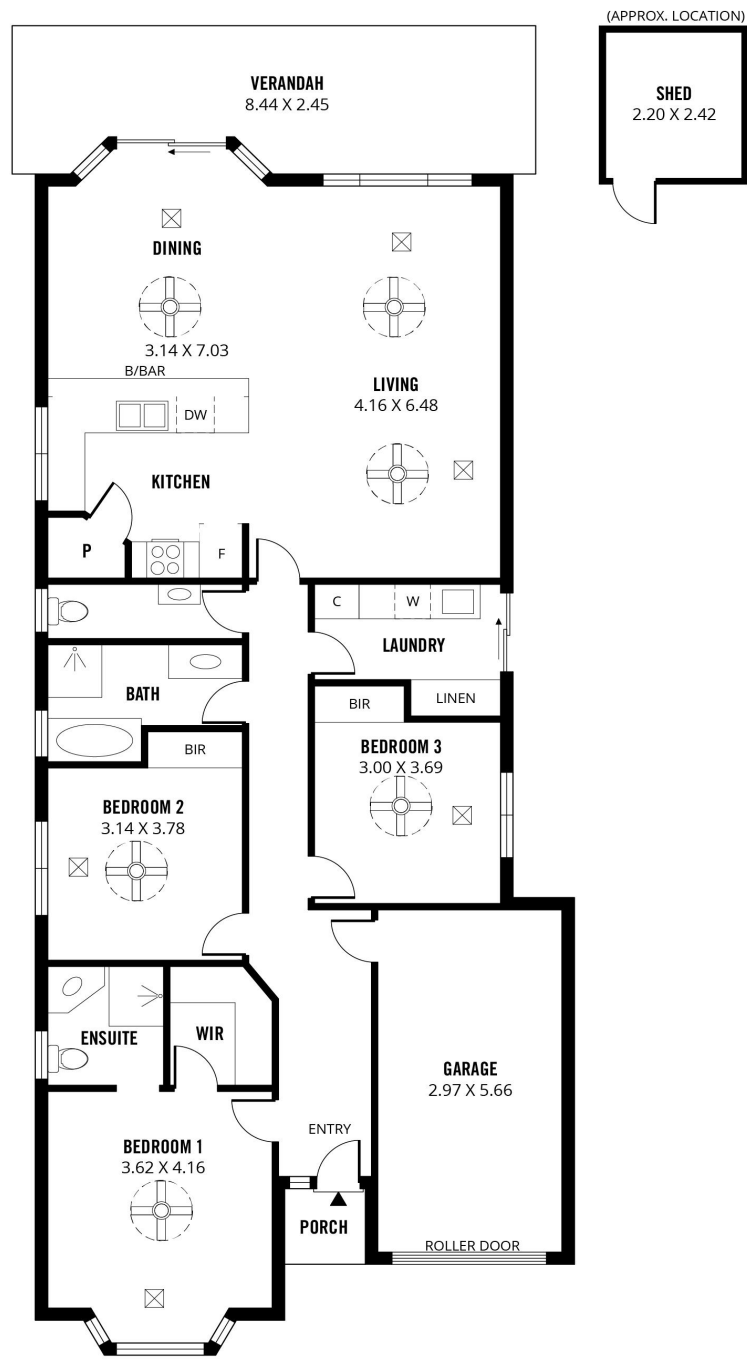 (APPROX. LOCATION)
VERANDAH
8.44 X 2.45
SHED
2.20 X 2.42
DINING
3.14 X 7.03
B/BAR
LIVING
4.16 X 6.48
DW
KITCHEN
P
F
C
W
LAUNDRY
BATH
LINEN
BIR
BIR
BEDROOM 3
3.00 X 3.69
BEDROOM 2
3.14 X 3.78
ENSUITE
WIR
GARAGE
2.97 X 5.66
ENTRY
BEDROOM 1
3.62 X 4.16
PORCH
ROLLER DOOR